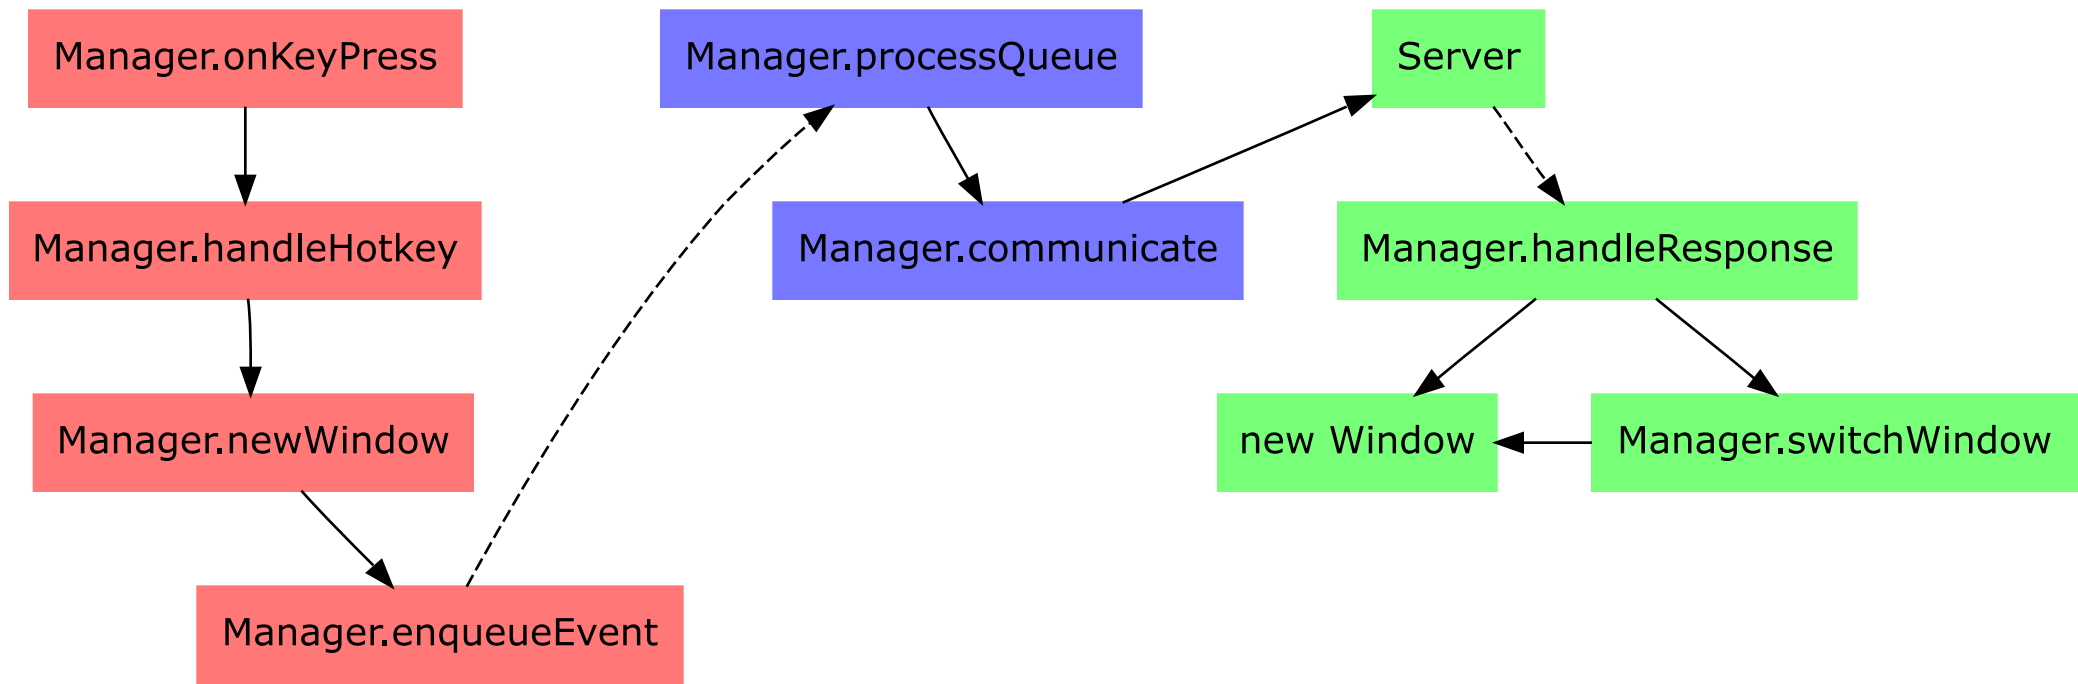 Manager.onKeyPress
Manager.processQueue
Server
Manager.handleHotkey
Manager.communicate
Manager.handleResponse
Manager.newWindow
new Window
Manager.switchWindow
Manager.enqueueEvent